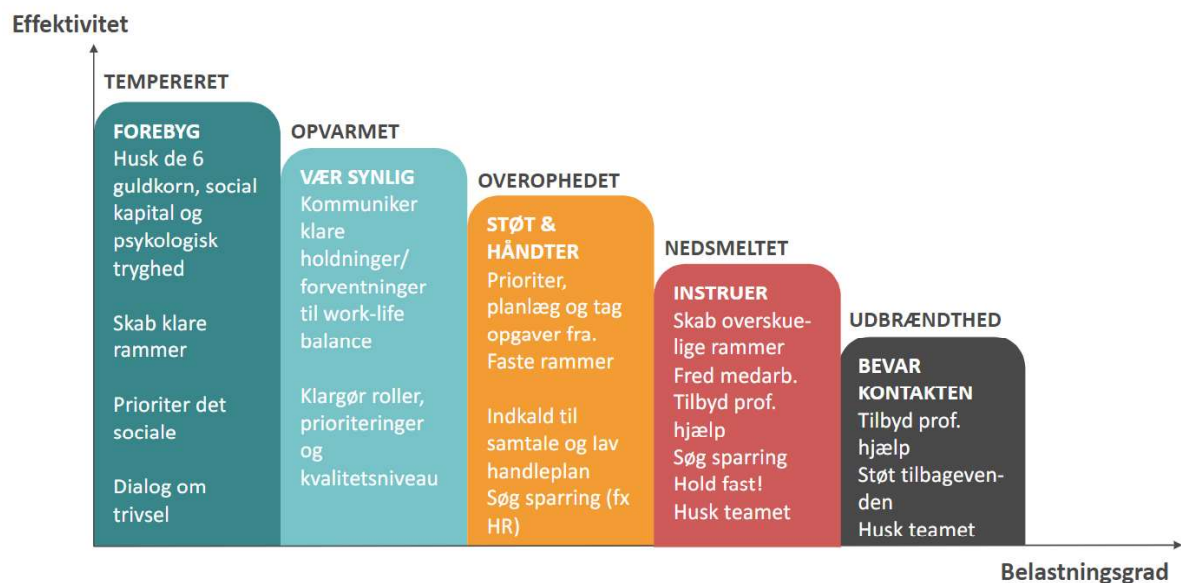 Effektivitet
TEMPERERET
FOREBYG
Husk de 6
guldkorn, social
kapital og
psykologisk
tryghed
Skab klare
rammer
Prioriter det
sociale
Dialog om
trivsel
OPVARMET
VÆR SYNLIG
Kommuniker
klare
holdninger/
forventninger
til work-life
balance
Klargør roller,
prioriteringer
og
kvalitetsniveau
OVEROPHEDET
STØT &
HÅNDTER
Prioriter,
planlæg og tag
opgaver fra.
Faste rammer
Indkald til
samtale og lav
handleplan
Søg sparring (fx
HR)
NEDSMELTET
INSTRUER
Skab overskue-
lige rammer
Fred medarb.
Tilbyd prof.
hjælp
Søg sparring
Hold fast!
Husk teamet
UDBRÆNDTHED
BEVAR
KONTAKTEN
Tilbyd prof.
hjælp
Støt tilbageven-
den
Husk teamet
Belastningsgrad